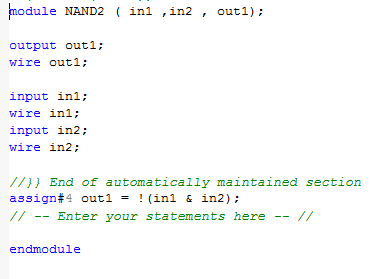 module NAND2 ( in1 ,in2 , out1);
output out1;
wire out1;
input in1;
wire in1;
input in2;
wire in2;
//}} End of automatically maintained section
assign#4 out1 = !(in1 & in2);
// -- Enter your statements here -- //
endmodule